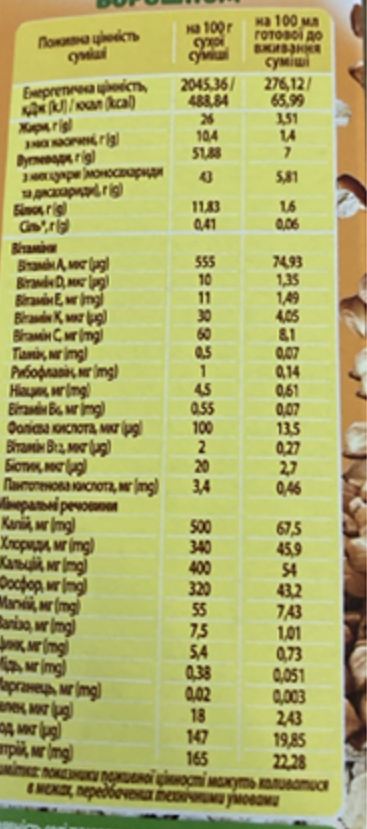 БОРОШНОМ
Поживна цінність суміші на 100 г сухої суміші на 100 мл готової до вживання суміші
Енергетична цінність, кДж (kJ) / ккал (kcal) 2045,36/ 488,84 276,12/ 65,99
Жири, г (g) 26 3,51
з них насичені, г (g) 10,4 1,4
Вуглеводи, г (g) 51,88 7
з них цукри (моносахариди та дисахариди), г (g) 43 5,81
Білки, г (g) 11,83 1,6
Сіль*, г (g) 0,41 0,06
Вітаміни
Вітамін А, мкг (µg) 555 74,93
Вітамін D, мкг (µg) 10 1,35
Вітамін Е, мг (mg) 11 1,49
Вітамін К, мкг (µg) 30 4,05
Вітамін С, мг (mg) 60 8,1
Тіамін, мг (mg) 0,5 0,07
Рибофлавін, мг (mg) 1 0,14
Ніацин, мг (mg) 4,5 0,61
Вітамін B₆, мг (mg) 0,55 0,07
Фолієва кислота, мкг (µg) 100 13,5
Вітамін B₁₂, мкг (µg) 2 0,27
Біотин, мкг (µg) 20 2,7
Пантотенова кислота, мг (mg) 3,4 0,46
Мінеральні речовини
Калій, мг (mg) 500 67,5
Хлориди, мг (mg) 340 45,9
Кальцій, мг (mg) 400 54
Фосфор, мг (mg) 320 43,2
Магній, мг (mg) 55 7,43
Залізо, мг (mg) 7,5 1,01
Цинк, мг (mg) 5,4 0,73
Мідь, мг (mg) 0,38 0,051
Марганець, мг (mg) 0,02 0,003
елен, мкг (µg) 18 2,43
од, мкг (µg) 147 19,85
атрій, мг (mg) 165 22,28
имітка: показники поживної цінності можуть коливатися
в межах, передбачених технічними умовами